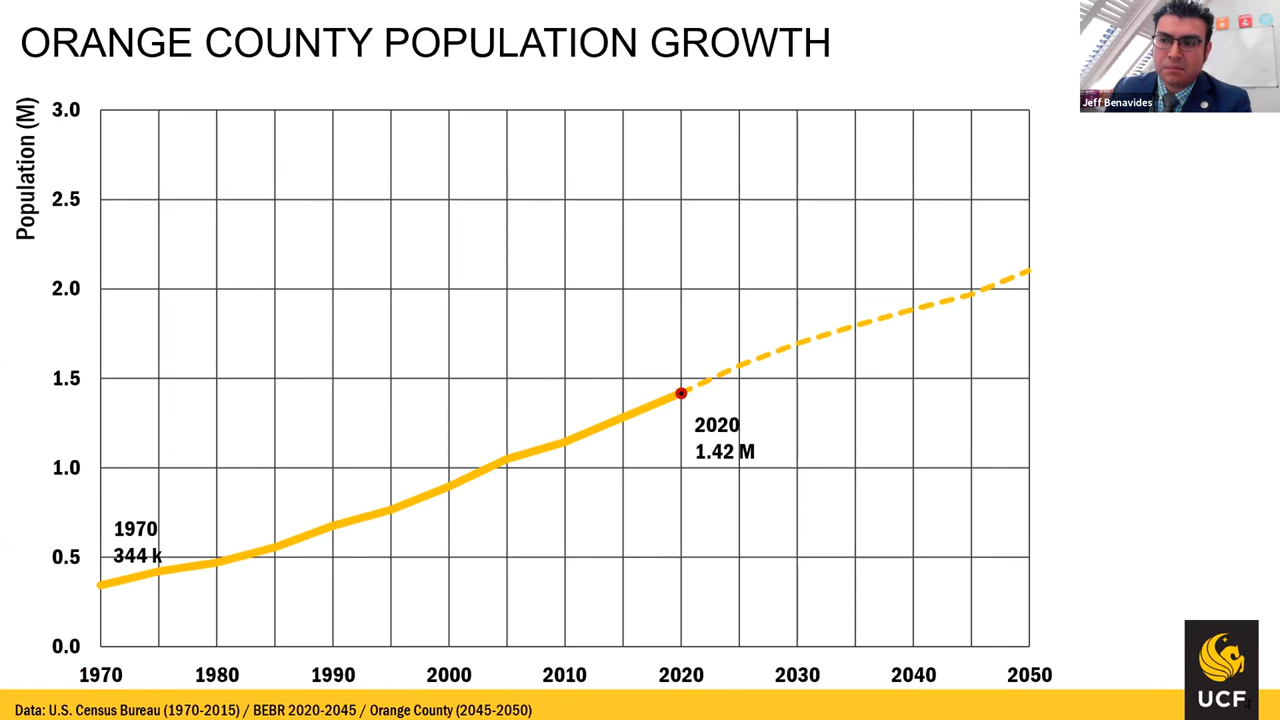 ORANGE COUNTY POPULATION GROWTH
Jeff Benavides
Population (M)
3.0
2.5
2.0
1.5
1.0
0.5
0.0
2020
1.42 M
1970
344 k
1970 1980 1990 2000 2010 2020 2030 2040 2050
UCF
Data: U.S. Census Bureau (1970-2015) / BEBR 2020-2045 / Orange County (2045-2050)